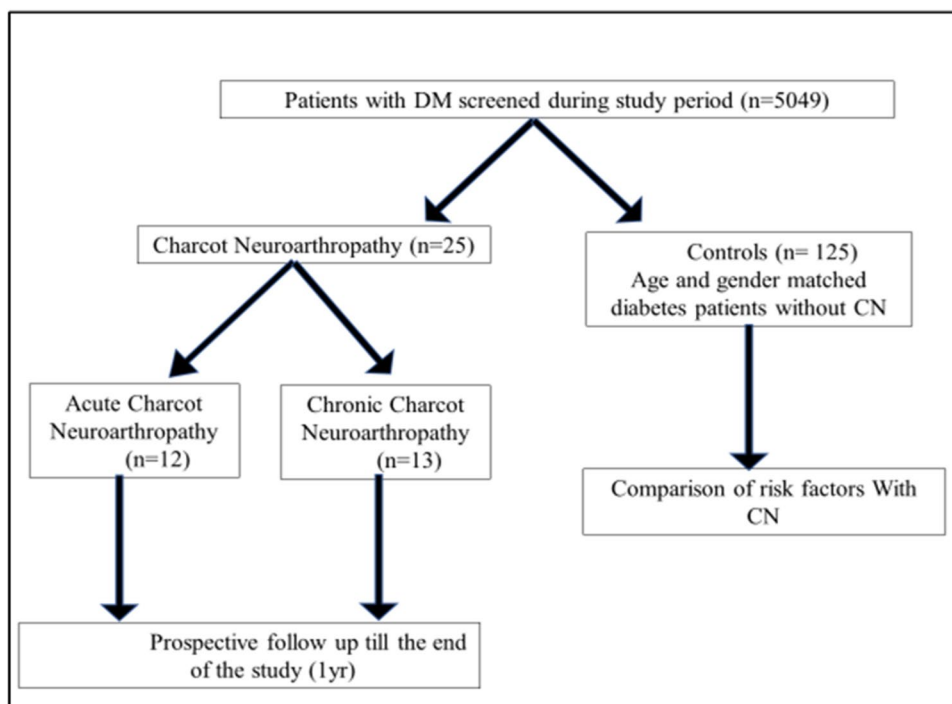 Patients with DM screened during study period (n=5049)
Charcot Neuroarthropathy (n=25)
Controls (n= 125)
Age and gender matched
diabetes patients without CN
Acute Charcot
Neuroarthropathy
(n=12)
Chronic Charcot
Neuroarthropathy
(n=13)
Comparison of risk factors With
CN
Prospective follow up till the end
of the study (1yr)